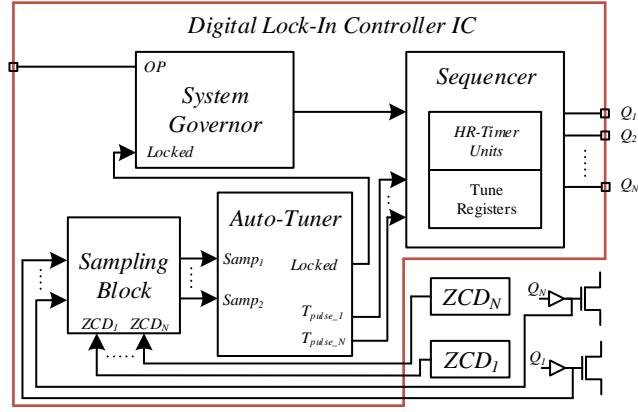 Digital Lock-In Controller IC
OP
System
Governor
Locked
Sequencer
HR-Timer
Units
Tune
Registers
Q1
Q2
QN
Auto-Tuner
Samp1
Samp2
Locked
Tpulse_1
Tpulse_N
Sampling
Block
ZCD1 ZCDN
ZCDN
ZCD1
QN
Q1